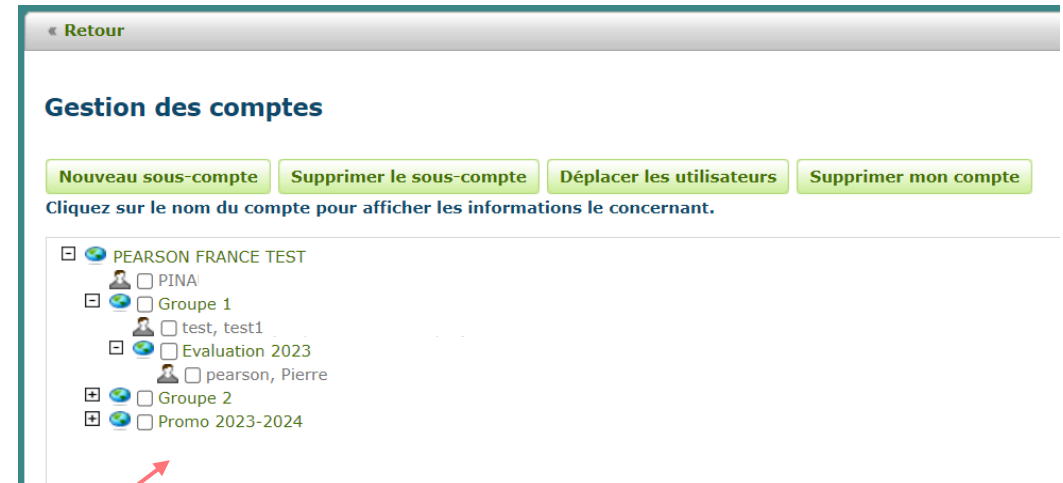 « Retour
Gestion des comptes
Nouveau sous-compte Supprimer le sous-compte Déplacer les utilisateurs Supprimer mon compte
Cliquez sur le nom du compte pour afficher les informations le concernant.
PEARSON FRANCE TEST
PINA
Groupe 1
test, test1
Evaluation 2023
pearson, Pierre
Groupe 2
Promo 2023-2024